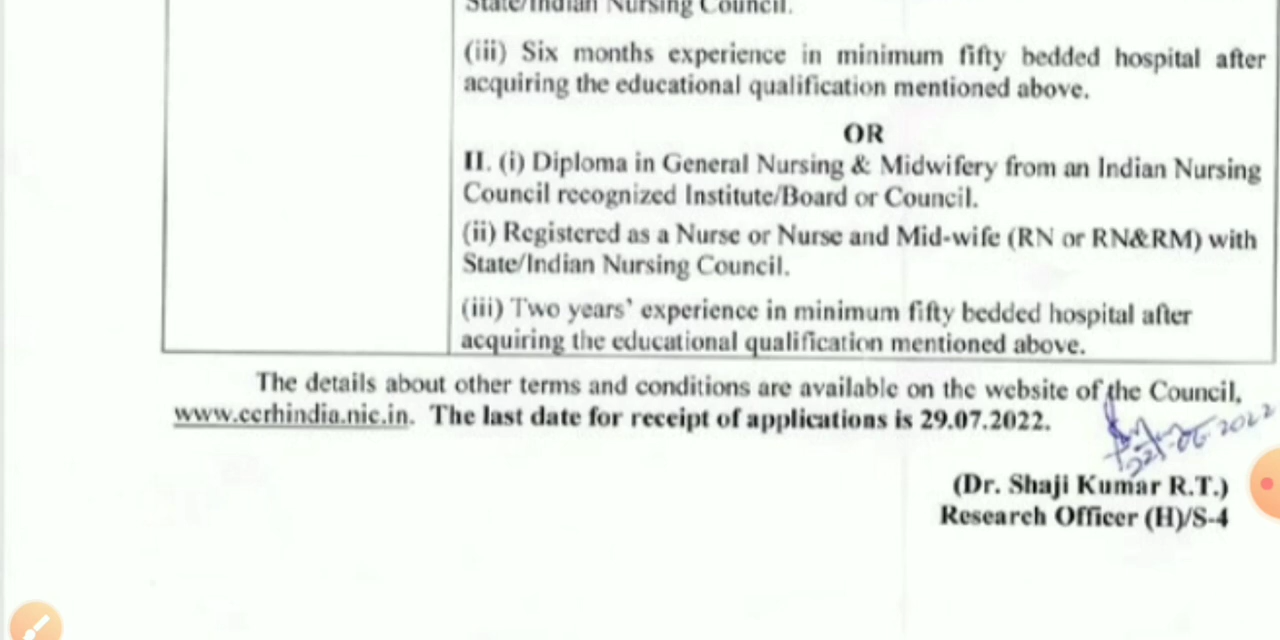 State/Indian Nursing Council.
(iii) Six months experience in minimum fifty bedded hospital after
acquiring the educational qualification mentioned above.
OR
II. (i) Diploma in General Nursing & Midwifery from an Indian Nursing
Council recognized Institute/Board or Council.
(ii) Registered as a Nurse or Nurse and Mid-wife (RN or RN&RM) with
State/Indian Nursing Council.
(iii) Two years' experience in minimum fifty bedded hospital after
acquiring the educational qualification mentioned above.
The details about other terms and conditions are available on the website of the Council,
www.ccrhindia.nic.in. The last date for receipt of applications is 29.07.2022.
22-06-2022
(Dr. Shaji Kumar R.T.)
Research Officer (H)/S-4